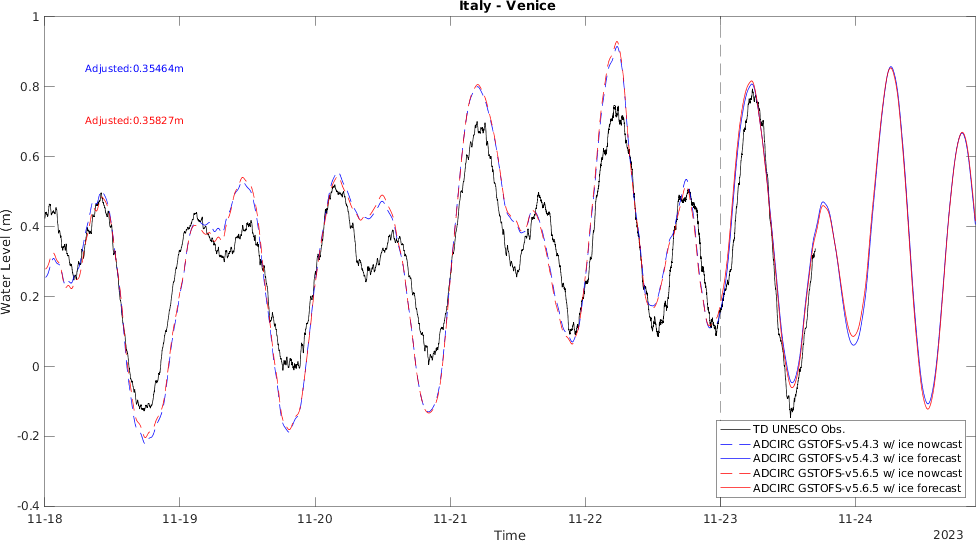 Italy - Venice
Adjusted:0.35464m
Adjusted:0.35827m
Water Level (m)
1
0.8
0.6
0.4
0.2
0
-0.2
-0.4
TD UNESCO Obs.
ADCIRC GSTOFS-v5.4.3 w/ ice nowcast
ADCIRC GSTOFS-v5.4.3 w/ ice forecast
ADCIRC GSTOFS-v5.6.5 w/ ice nowcast
ADCIRC GSTOFS-v5.6.5 w/ ice forecast
11-18 11-19 11-20 11-21 11-22 11-23 11-24
Time
2023